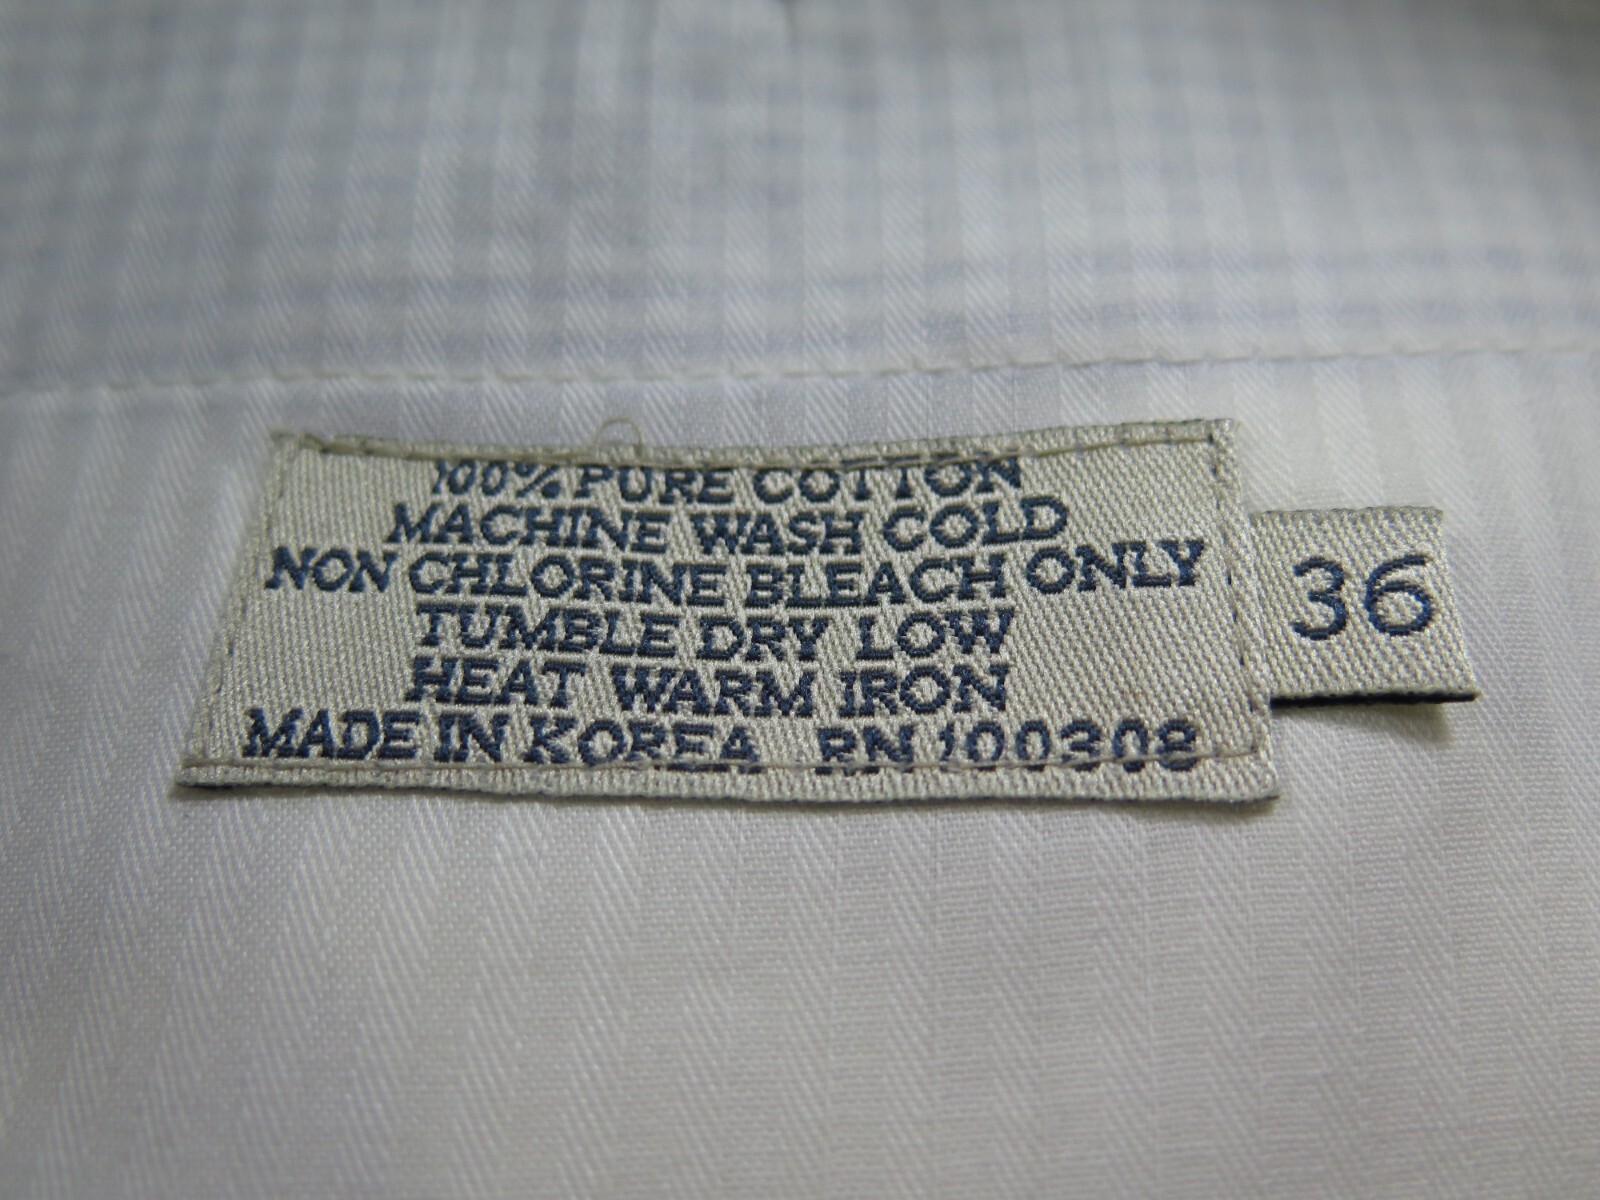 100% PURE COTTON
MACHINE WASH COLD
NON CHLORINE BLEACH ONLY
TUMBLE DRY LOW
HEAT WARM IRON
MADE IN KOREA RN 100308
36